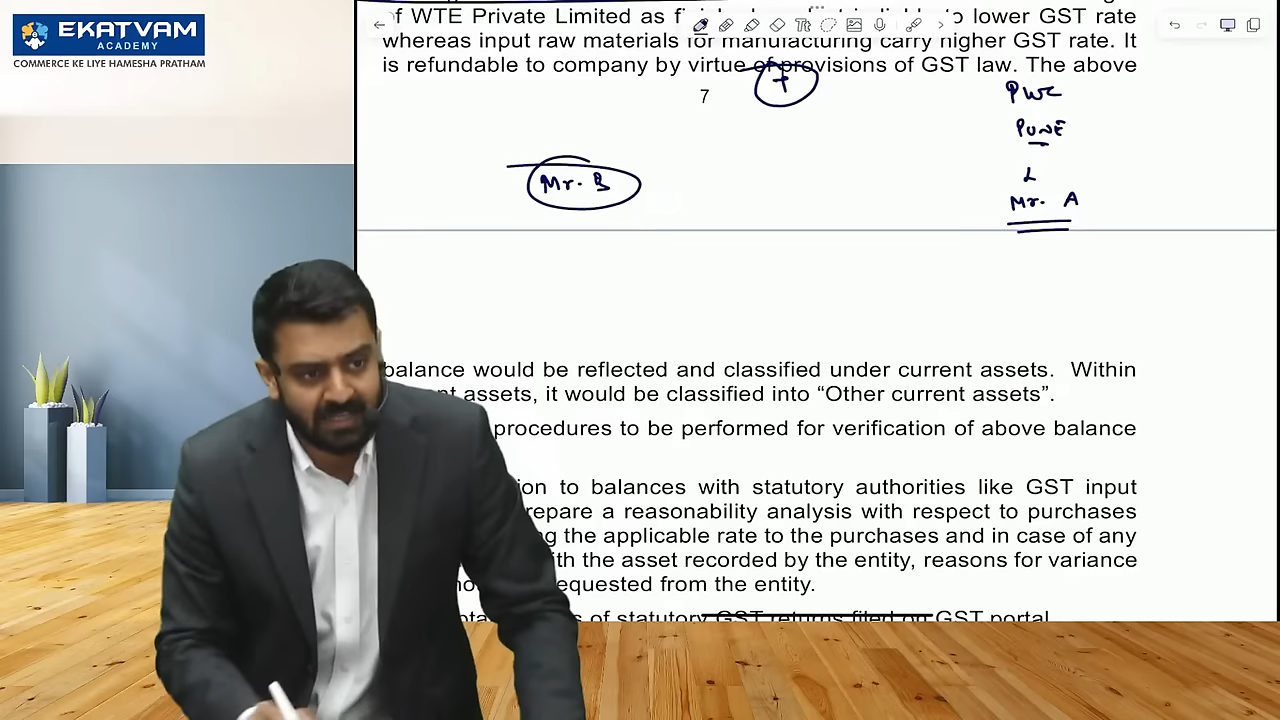 EKATVAM
ACADEMY
COMMERCE KE LIYE HAMESHA PRATHAM
of WTE Private Limited as to lower GST rate
whereas input raw materials for manufacturing carry higher GST rate. It
is refundable to company by virtue of provisions of GST law. The above
7
7
PWC
PUNE
Mr. B
&
Mr. A
balance would be reflected and classified under current assets. Within
assets, it would be classified into “Other current assets”.
procedures to be performed for verification of above balance
to balances with statutory authorities like GST input
a reasonability analysis with respect to purchases
the applicable rate to the purchases and in case of any
the asset recorded by the entity, reasons for variance
requested from the entity.
of statutory GST returns filed on GST portal